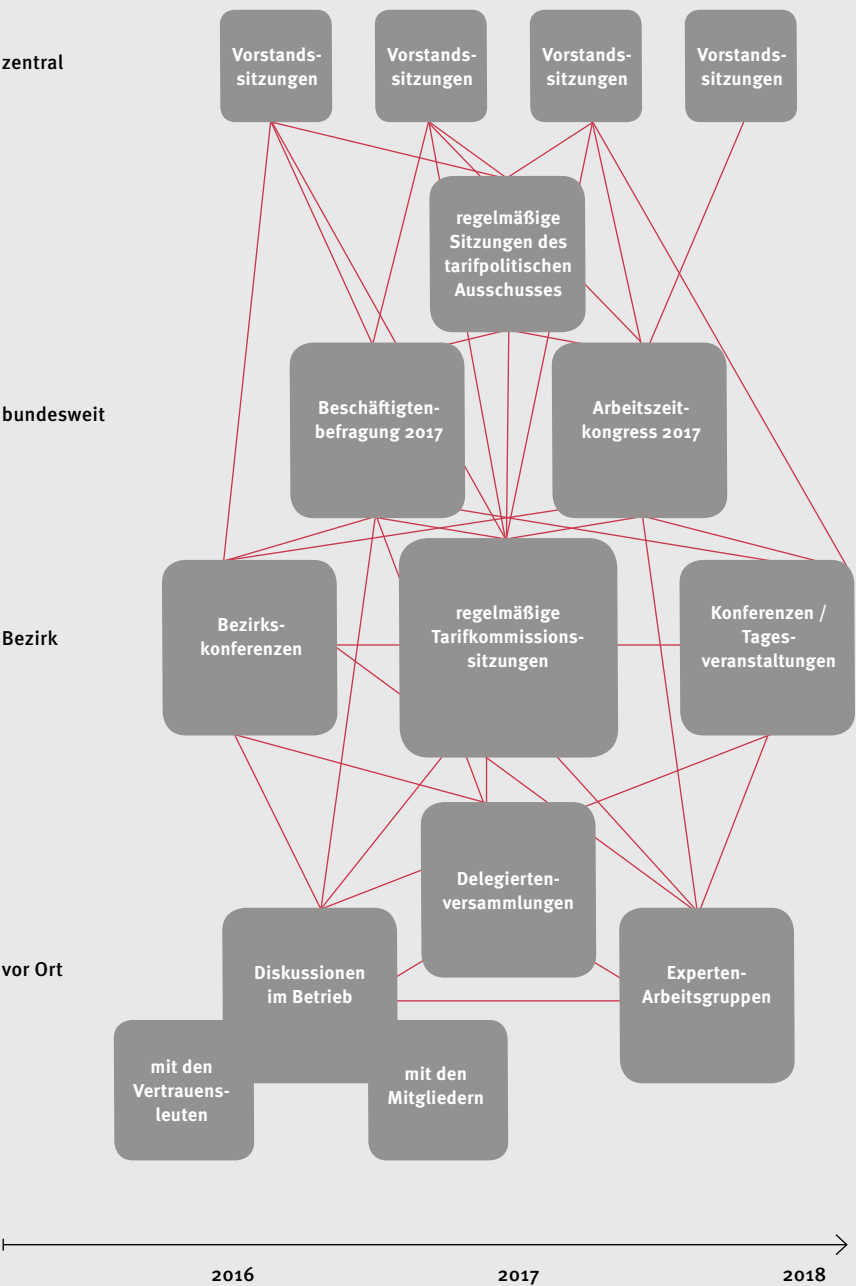 zentral
Vorstands-
sitzungen
Vorstands-
sitzungen
Vorstands-
sitzungen
Vorstands-
sitzungen
regelmäßige
Sitzungen des
tarifpolitischen
Ausschusses
bundesweit
Beschäftigten-
befragung 2017
Arbeitszeit-
kongress 2017
Bezirk
Bezirks-
konferenzen
regelmäßige
Tarifkommissions-
sitzungen
Konferenzen /
Tages-
veranstaltungen
Delegierten-
versammlungen
vor Ort
Diskussionen
im Betrieb
Experten-
Arbeitsgruppen
mit den
Vertrauens-
leuten
mit den
Mitgliedern
2016
2017
2018